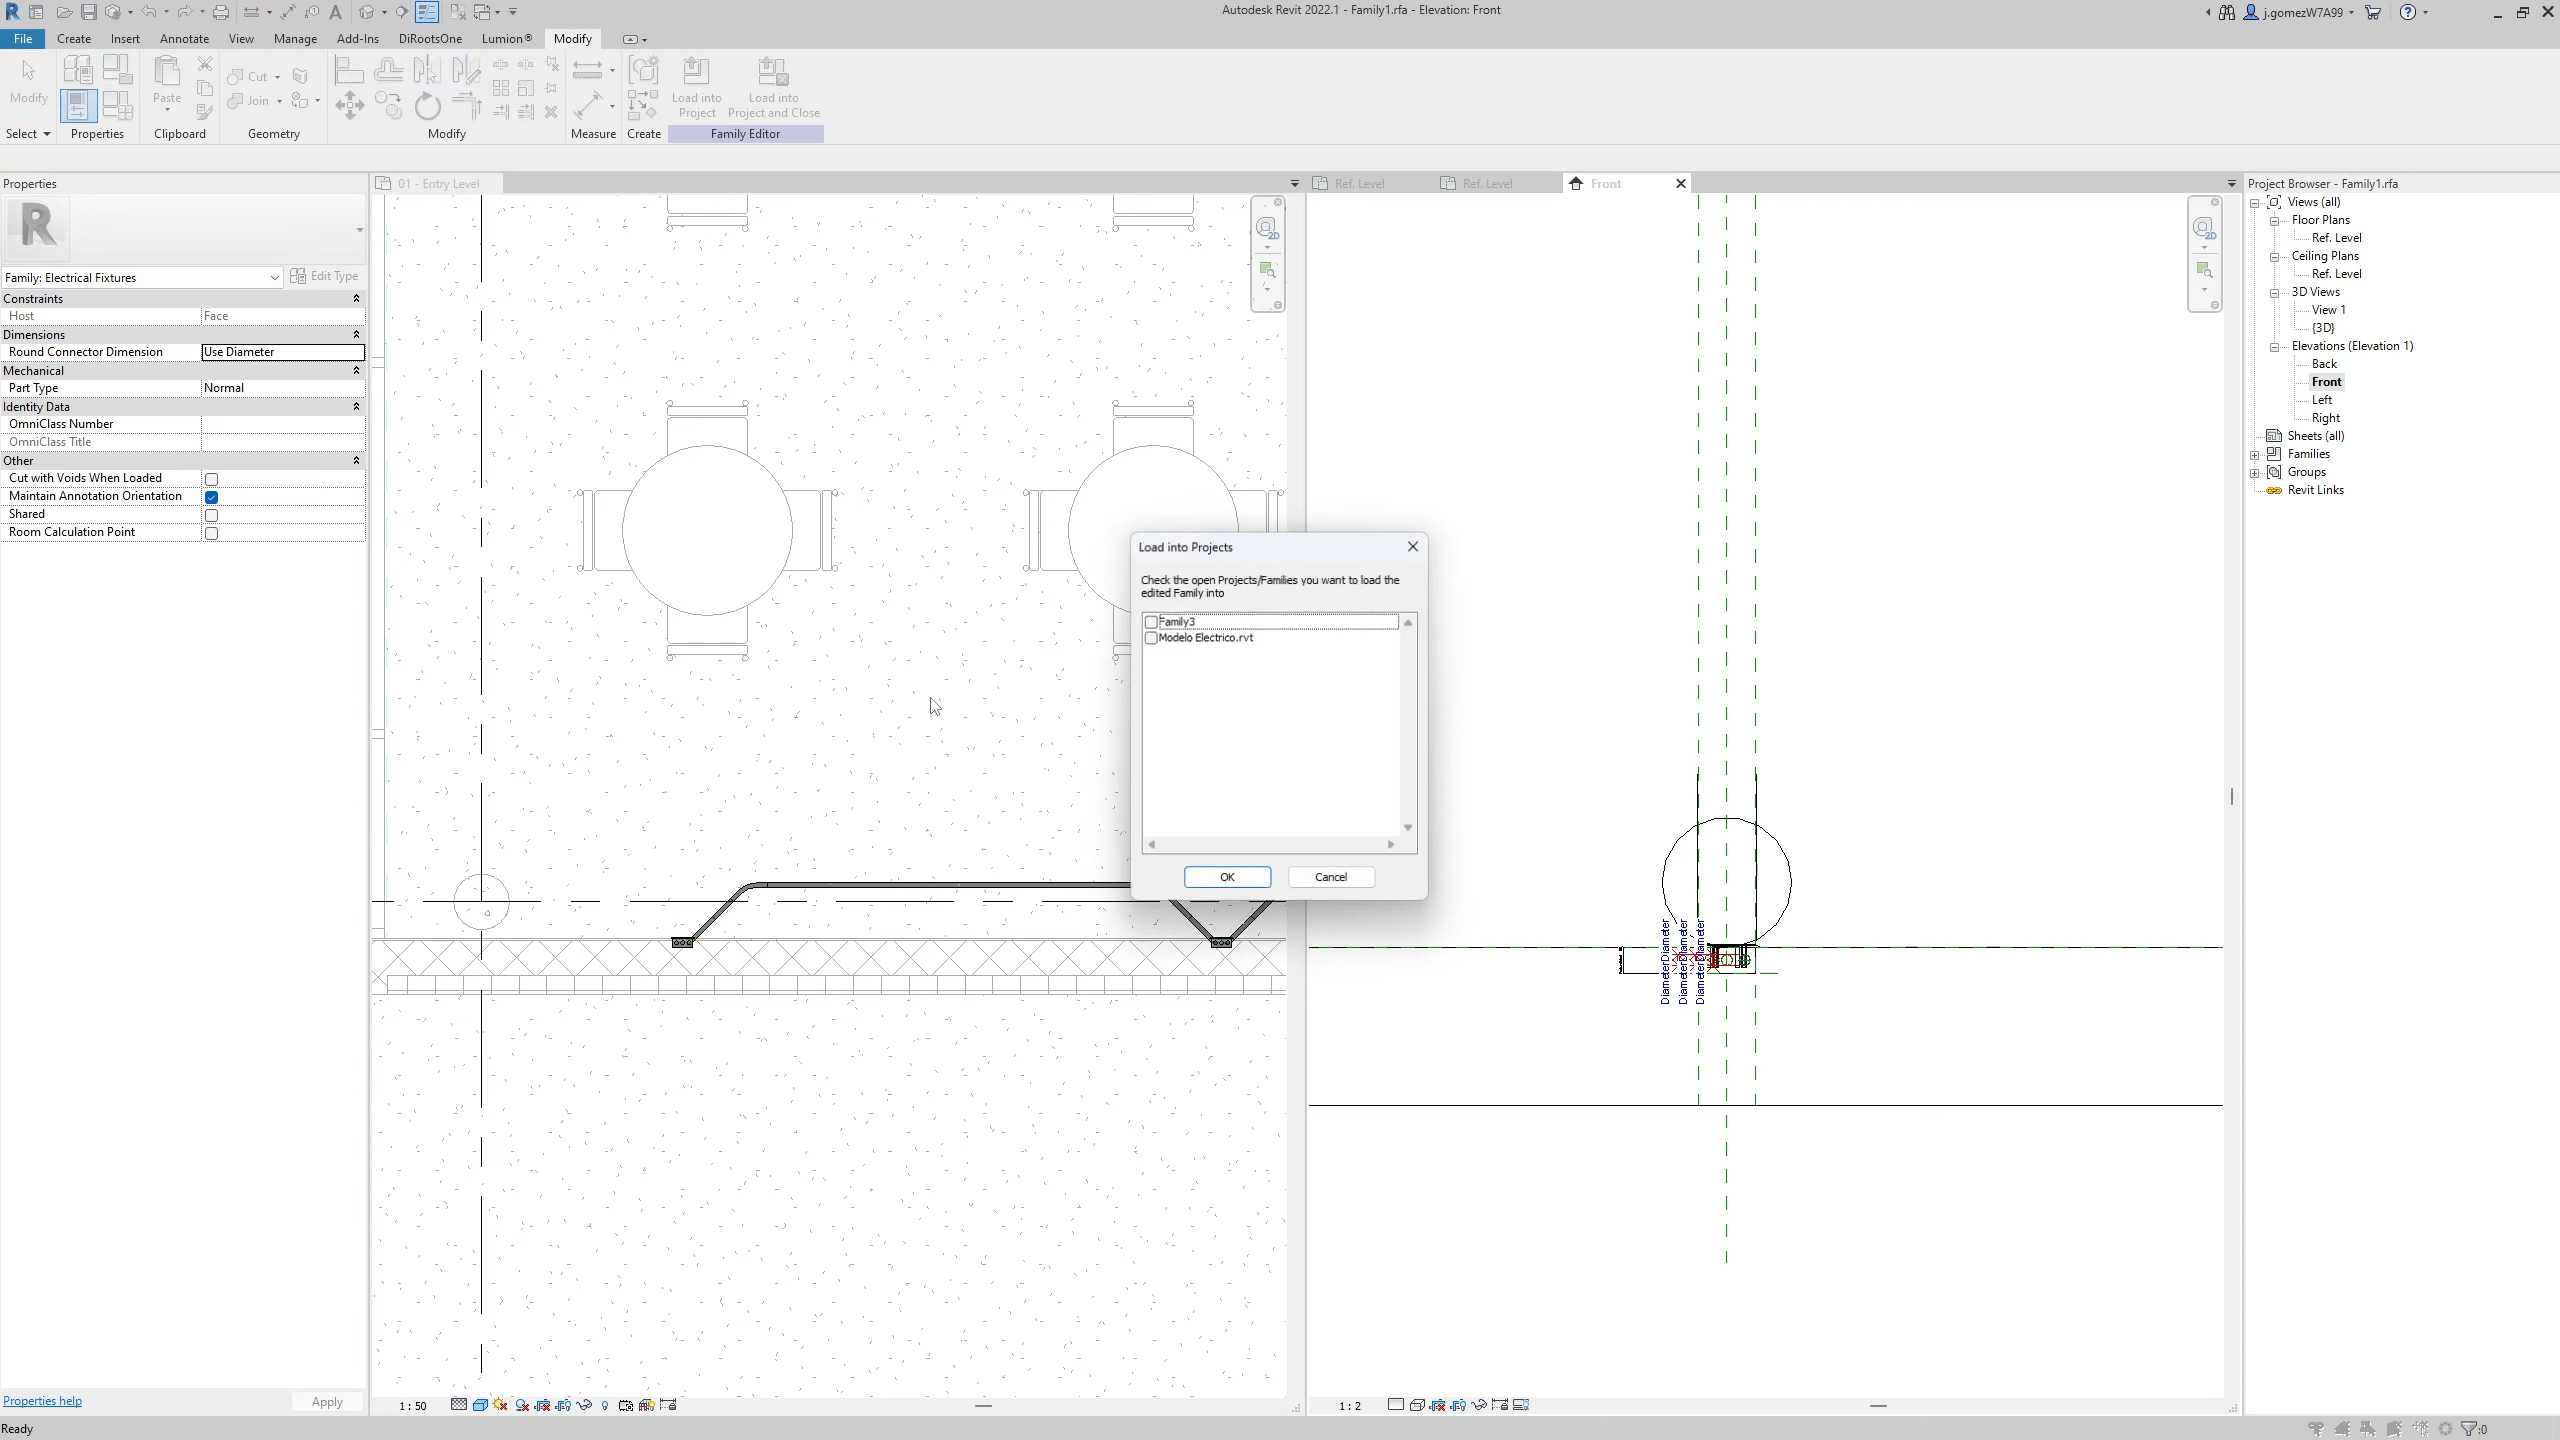 Autodesk Revit 2022.1 - Family1.rfa - Elevation: Front
j.gomezW7A99
File
Create
Insert
Annotate
View
Manage
Add-Ins
DiRootsOne
Lumion®
Modify
Modify
Paste
Cut
Join
Load into
Project
Load into
Project and Close
Select
Properties
Clipboard
Geometry
Modify
Measure
Create
Family Editor
Properties
01 - Entry Level
Ref. Level
Ref. Level
Front
Project Browser - Family1.rfa
R
Family: Electrical Fixtures
Edit Type
Constraints
Host Face
Dimensions
Round Connector Dimension Use Diameter
Mechanical
Part Type Normal
Identity Data
OmniClass Number
OmniClass Title
Other
Cut with Voids When Loaded
Maintain Annotation Orientation
Shared
Room Calculation Point
2D
2D
Views (all)
Floor Plans
Ref. Level
Ceiling Plans
Ref. Level
3D Views
View 1
{3D}
Elevations (Elevation 1)
Back
Front
Left
Right
Sheets (all)
Families
Groups
Revit Links
Load into Projects
Check the open Projects/Families you want to load the
edited Family into
Family3
Modelo Electrico.rvt
OK
Cancel
DiameterDiameter
DiameterDiameter
DiameterDiameter
Properties help
Apply
1 : 50
1 : 2
Ready
:0